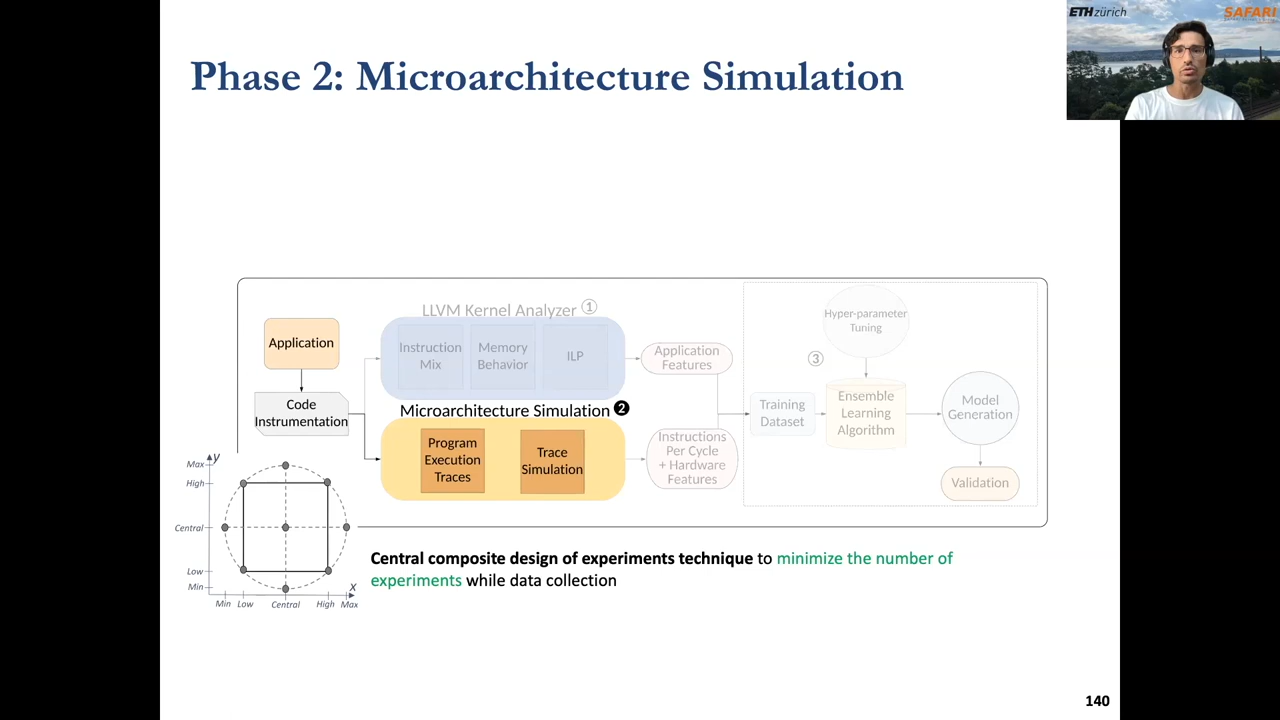 ETH zürich
SAFARI
Phase 2: Microarchitecture Simulation
LLVM Kernel Analyzer 1
Application
Instruction
Mix
Memory
Behavior
ILP
Application
Features
Hyper-parameter
Tuning
3
Code
Instrumentation
Microarchitecture Simulation 2
Program
Execution
Traces
Trace
Simulation
Instructions
Per Cycle
+ Hardware
Features
Training
Dataset
Ensemble
Learning
Algorithm
Model
Generation
Validation
y
Max
High
Central
Low
Min
x
Min Low Central High Max
Central composite design of experiments technique to minimize the number of
experiments while data collection
140